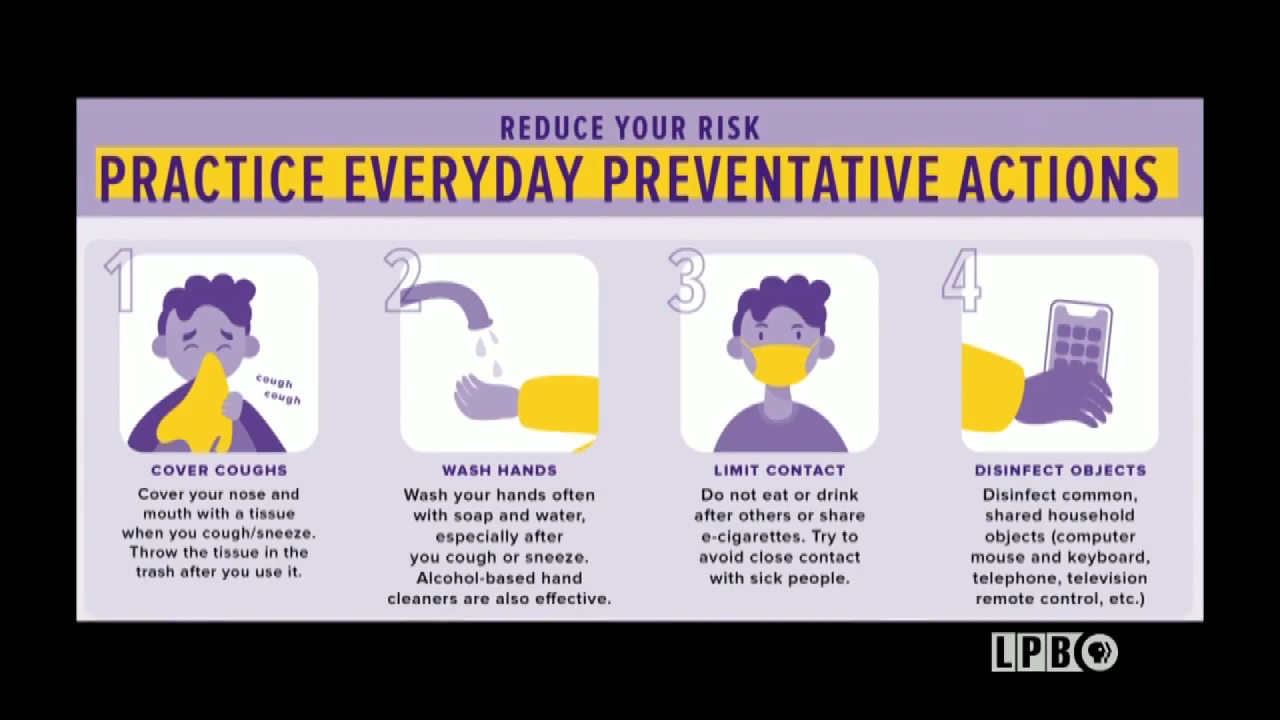 REDUCE YOUR RISK
PRACTICE EVERYDAY PREVENTATIVE ACTIONS
1
cough
cough
COVER COUGHS
Cover your nose and
mouth with a tissue
when you cough/sneeze.
Throw the tissue in the
trash after you use it.
2
WASH HANDS
Wash your hands often
with soap and water,
especially after
you cough or sneeze.
Alcohol-based hand
cleaners are also effective.
3
LIMIT CONTACT
Do not eat or drink
after others or share
e-cigarettes. Try to
avoid close contact
with sick people.
4
DISINFECT OBJECTS
Disinfect common,
shared household
objects (computer
mouse and keyboard,
telephone, television
remote control, etc.)
LPB